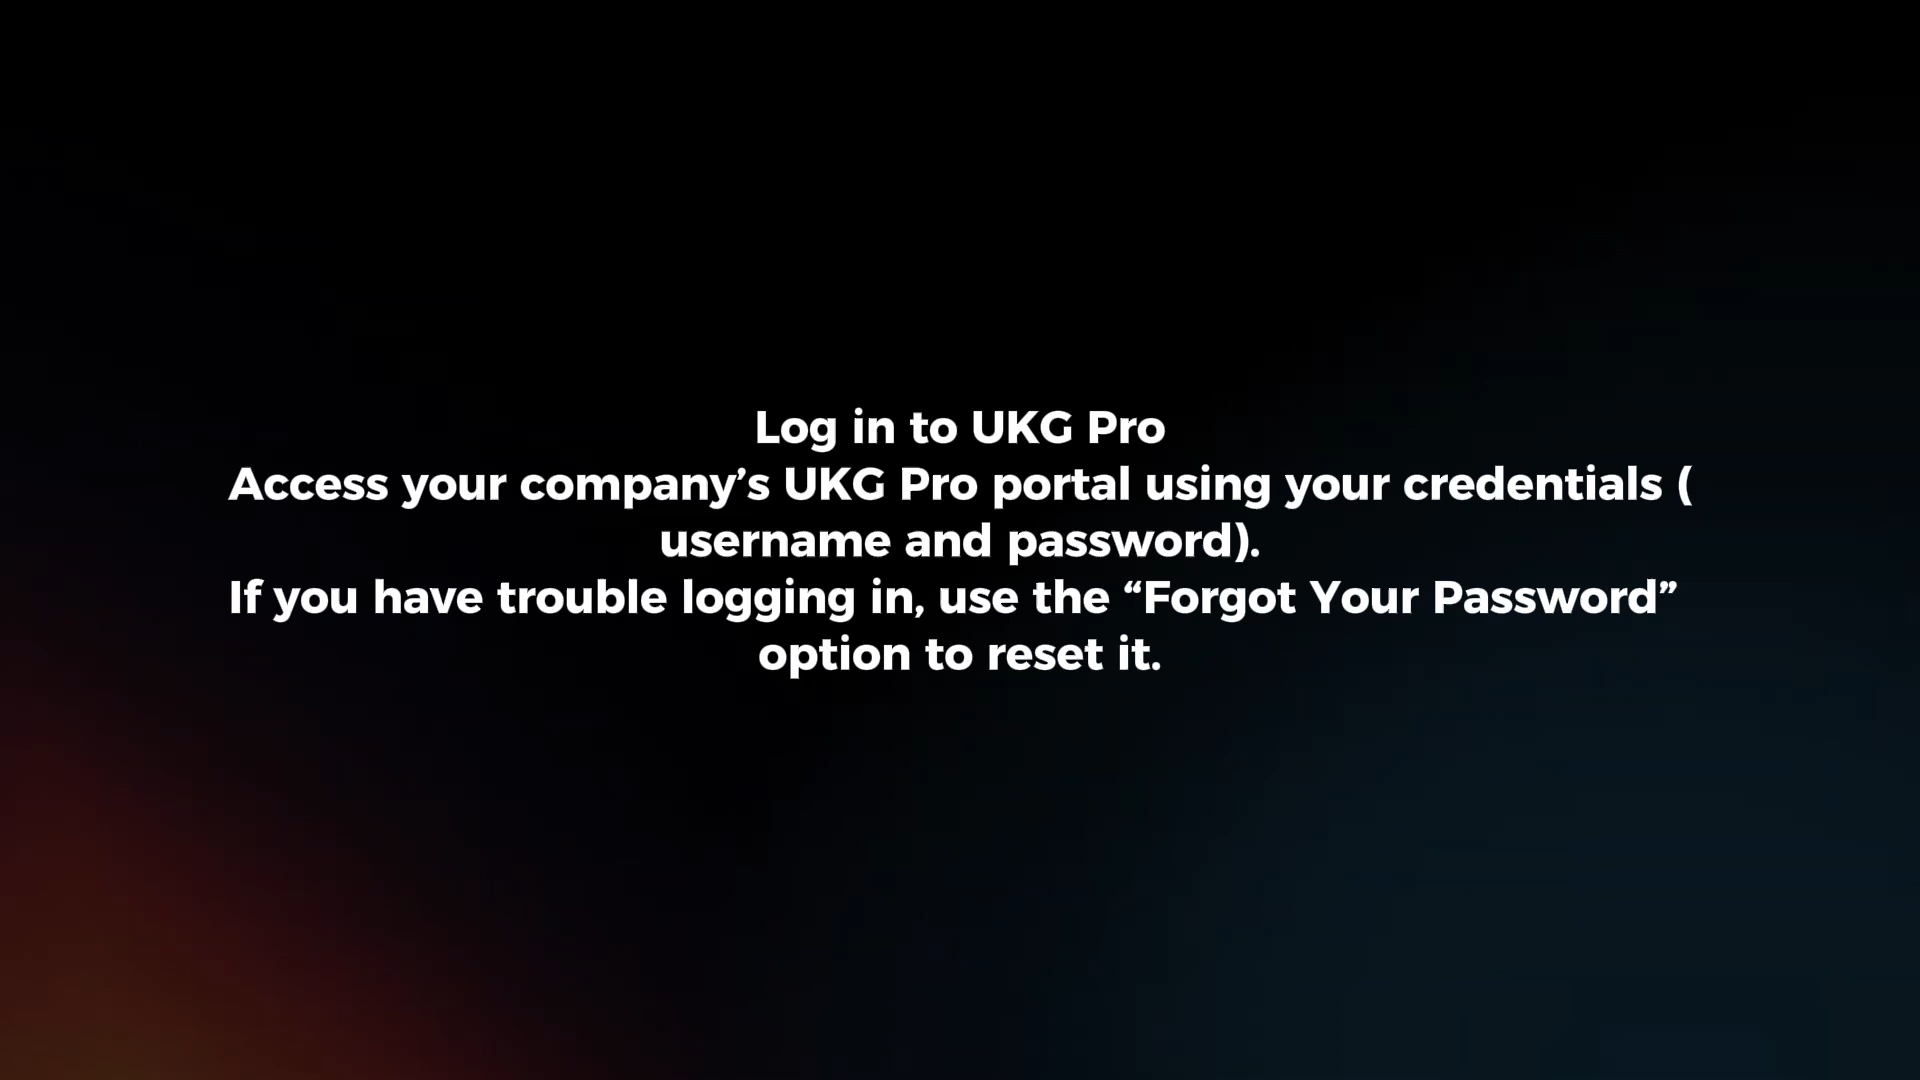 Log in to UKG Pro
Access your company’s UKG Pro portal using your credentials (
username and password).
If you have trouble logging in, use the “Forgot Your Password”
option to reset it.